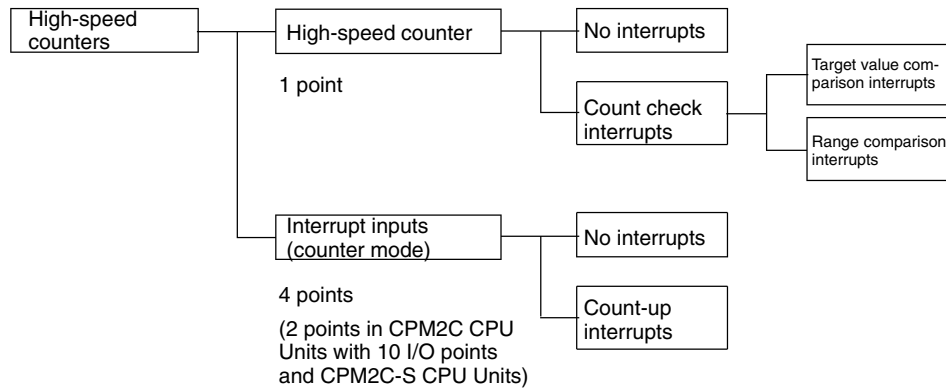 High-speed
counters
High-speed counter
1 point
No interrupts
Count check
interrupts
Target value com-
parison interrupts
Range comparison
interrupts
Interrupt inputs
(counter mode)
4 points
(2 points in CPM2C CPU
Units with 10 I/O points
and CPM2C-S CPU Units)
No interrupts
Count-up
interrupts